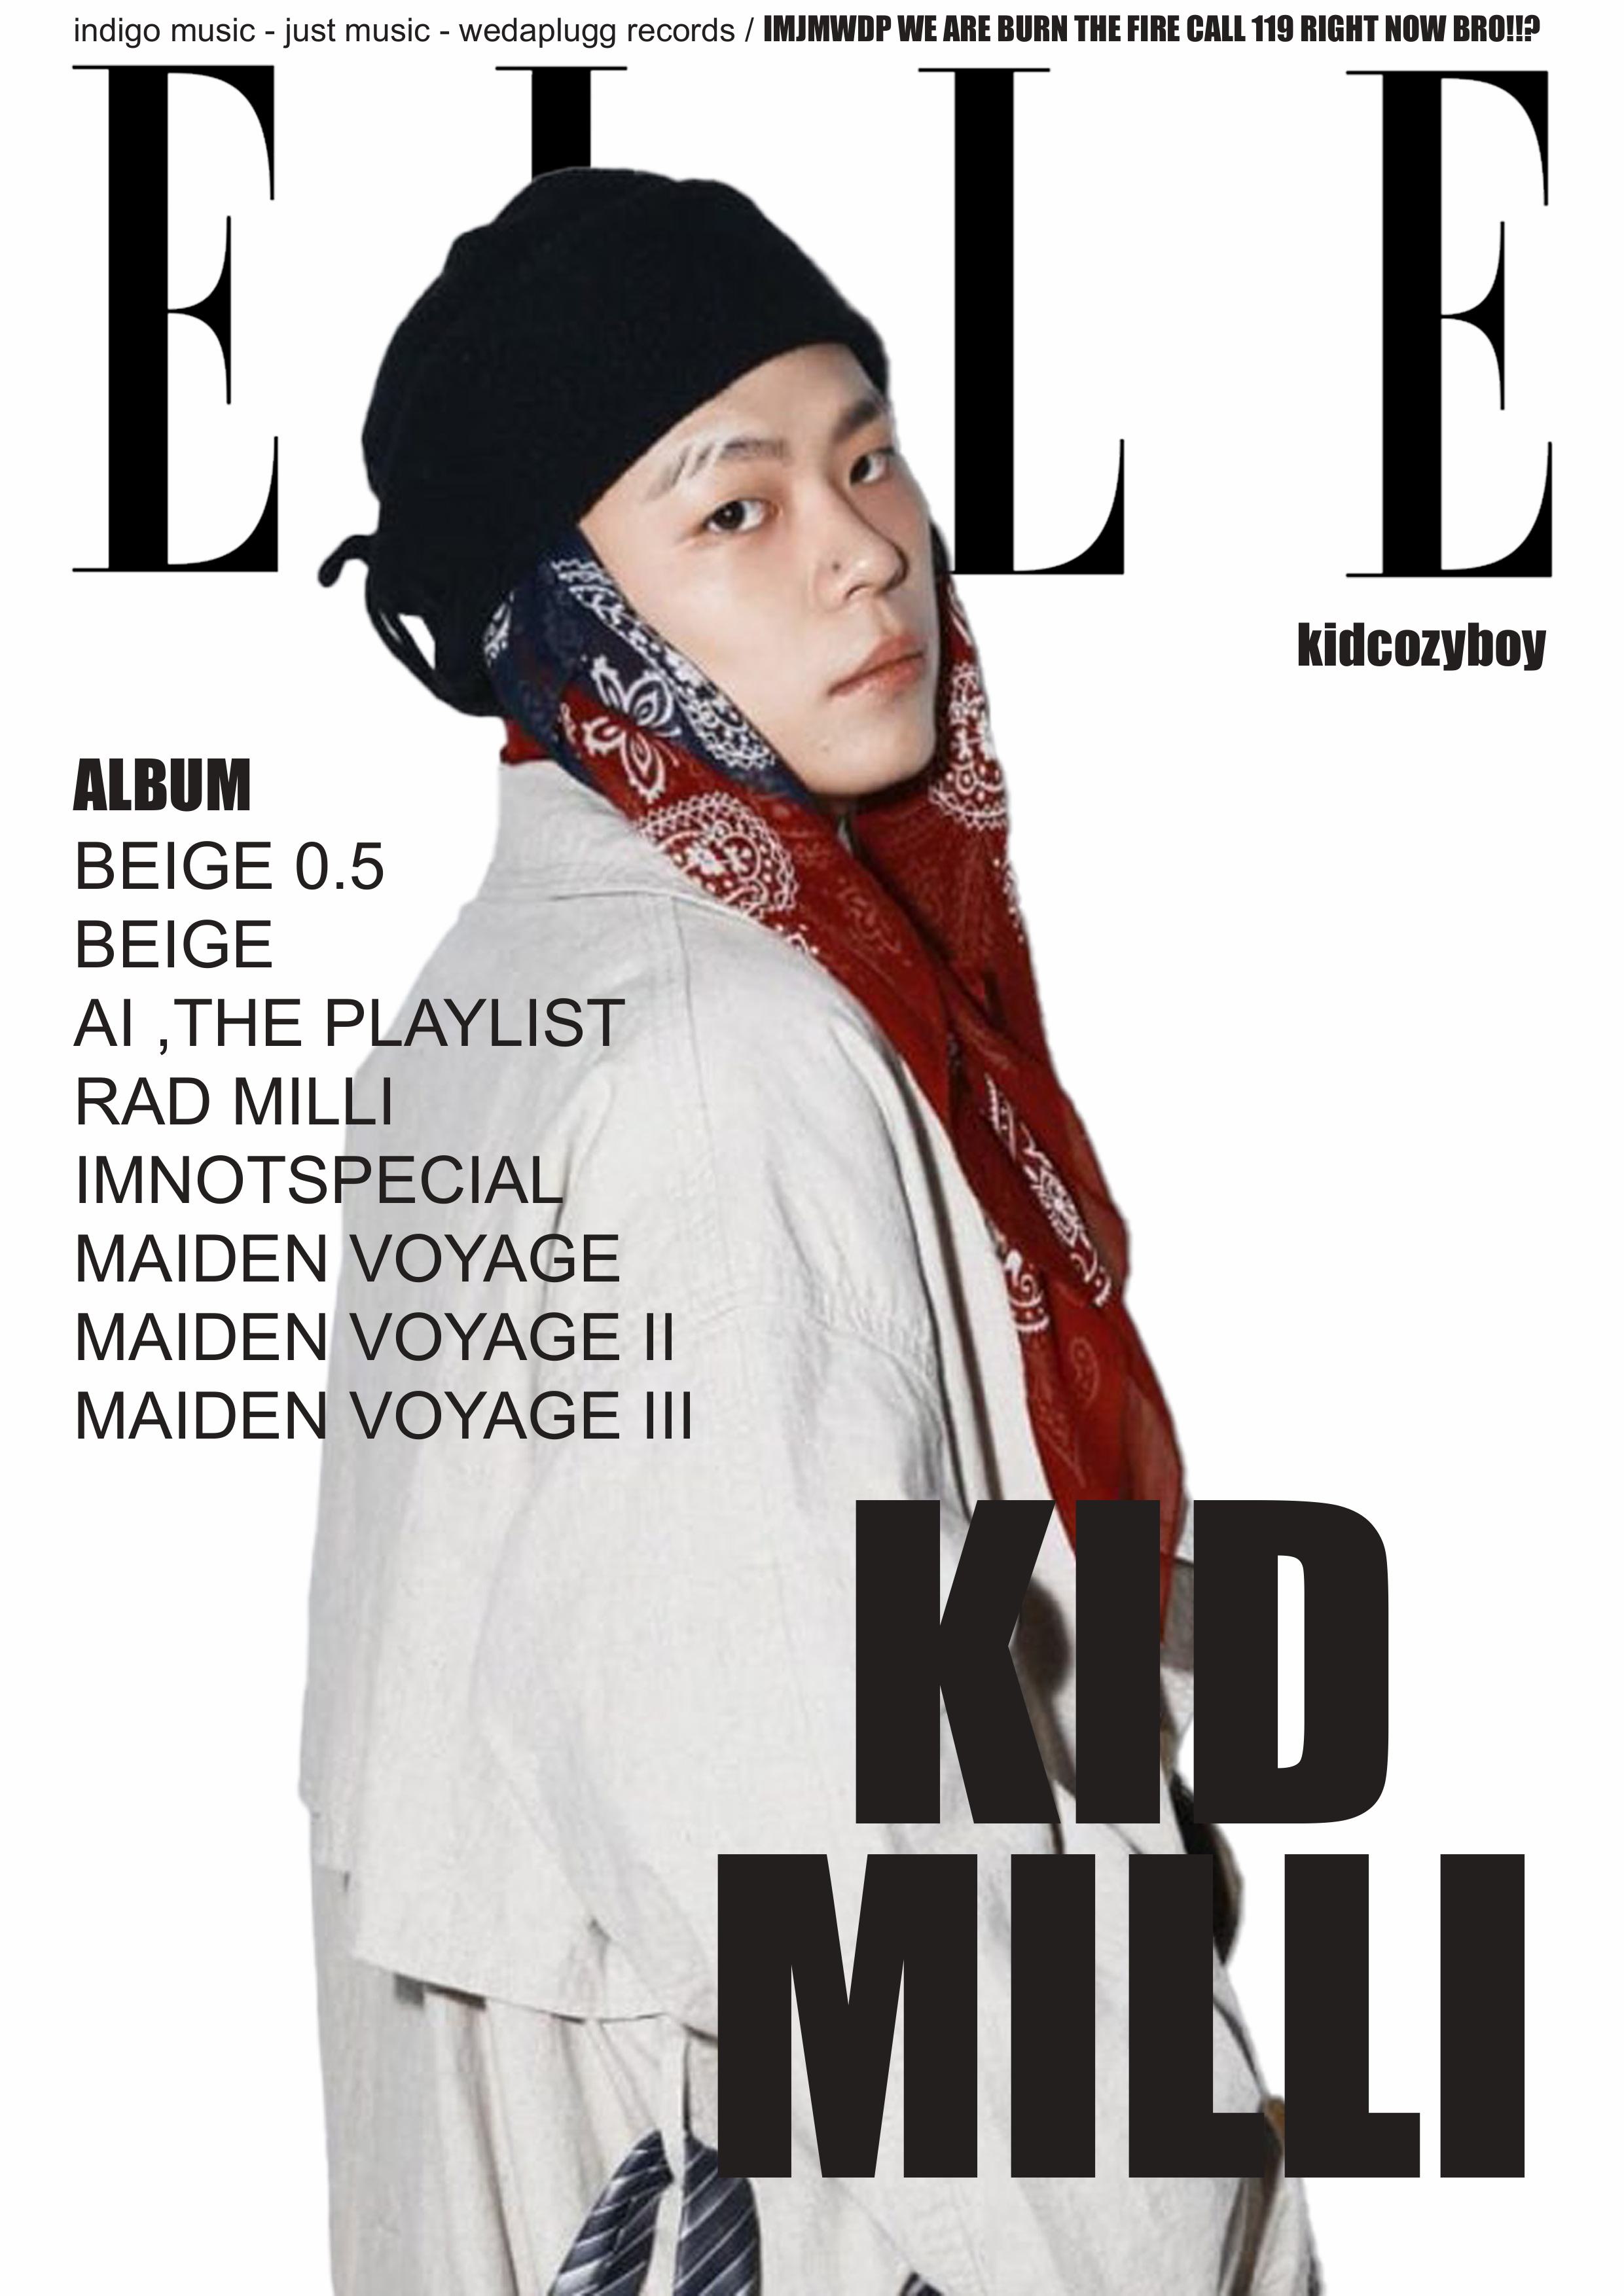 indigo music - just music - wedaplugg records / IMJMWDP WE ARE BURN THE FIRE CALL 119 RIGHT NOW BRO!!?
ELLE
kidcozyboy
ALBUM
BEIGE 0.5
BEIGE
AI ,THE PLAYLIST
RAD MILLI
IMNOTSPECIAL
MAIDEN VOYAGE
MAIDEN VOYAGE II
MAIDEN VOYAGE III
KID
MILLI